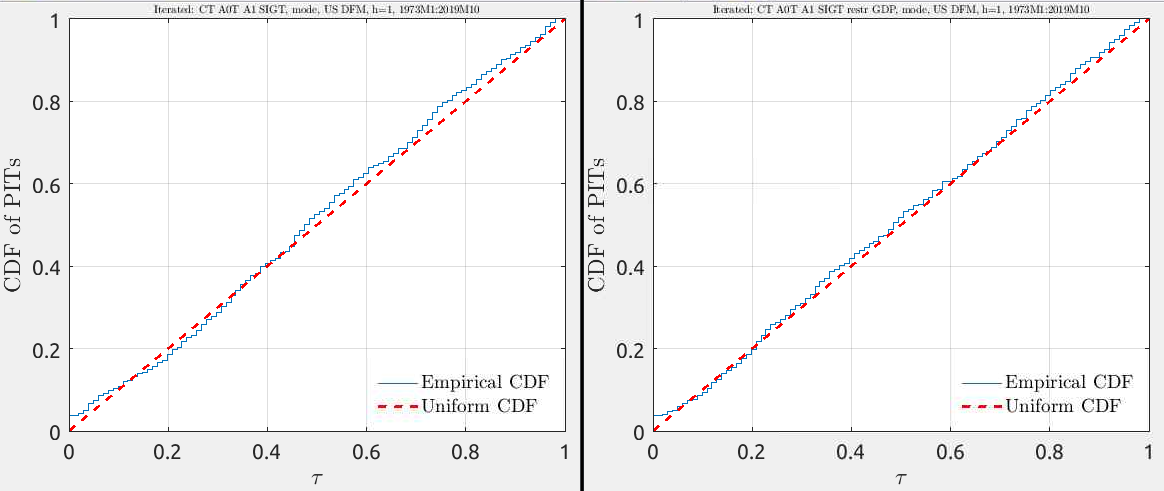 Iterated: CT A0T A1 SIGT, mode, US DFM, h=1, 1973M1:2019M10
1
0.8
0.6
0.4
0.2
0
CDF of PITs
Empirical CDF
Uniform CDF
0 0.2 0.4 0.6 0.8 1
τ
Iterated: CT A0T A1 SIGT restr GDP, mode, US DFM, h=1, 1973M1:2019M10
1
0.8
0.6
0.4
0.2
0
CDF of PITs
Empirical CDF
Uniform CDF
0 0.2 0.4 0.6 0.8 1
τ